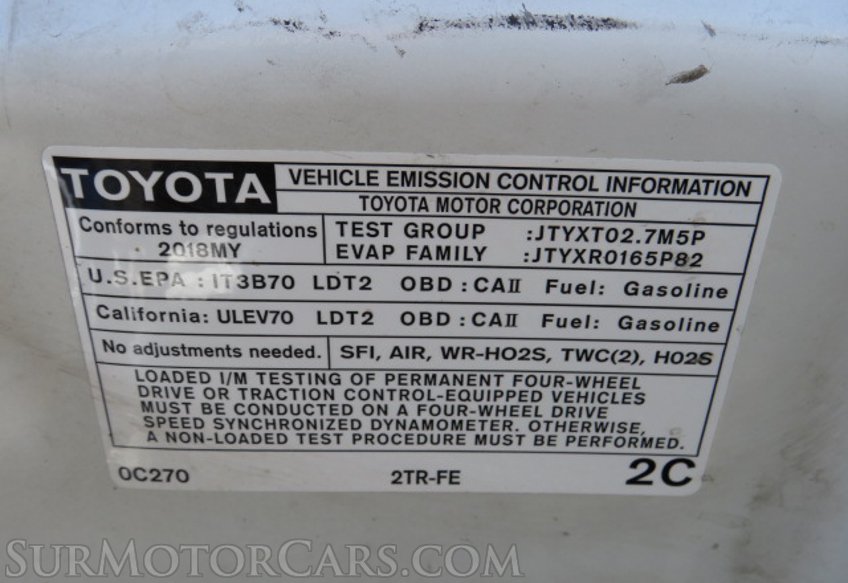 TOYOTA
VEHICLE EMISSION CONTROL INFORMATION
TOYOTA MOTOR CORPORATION
Conforms to regulations
2018MY
TEST GROUP :JTYXT02.7M5P
EVAP FAMILY :JTYXR0165P82
U.S.EPA : IT3B70 LDT2 OBD : CAII Fuel: Gasoline
California: ULEV70 LDT2 OBD : CAII Fuel: Gasoline
No adjustments needed. SFI, AIR, WR-HO2S, TWC(2), HO2S
LOADED I/M TESTING OF PERMANENT FOUR-WHEEL
DRIVE OR TRACTION CONTROL-EQUIPPED VEHICLES
MUST BE CONDUCTED ON A FOUR-WHEEL DRIVE
SPEED SYNCHRONIZED DYNAMOMETER. OTHERWISE,
A NON-LOADED TEST PROCEDURE MUST BE PERFORMED.
0C270 2TR-FE 2C
SURMOTORCARS.COM